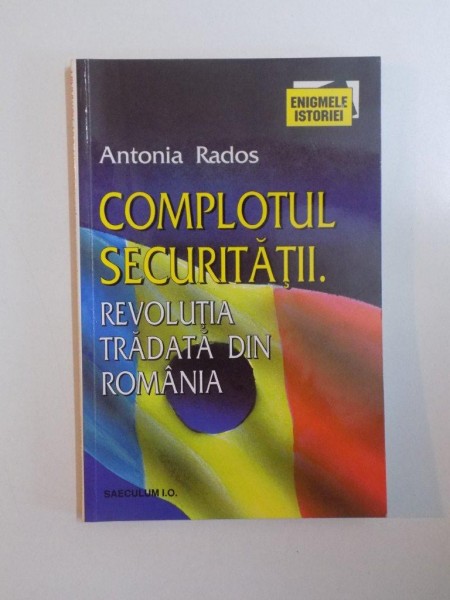 ENIGMELE
ISTORIEI
Antonia Rados
COMPLOTUL
SECURITĂŢII.
REVOLUŢIA
TRĂDATĂ DIN
ROMÂNIA
SAECULUM I.O.